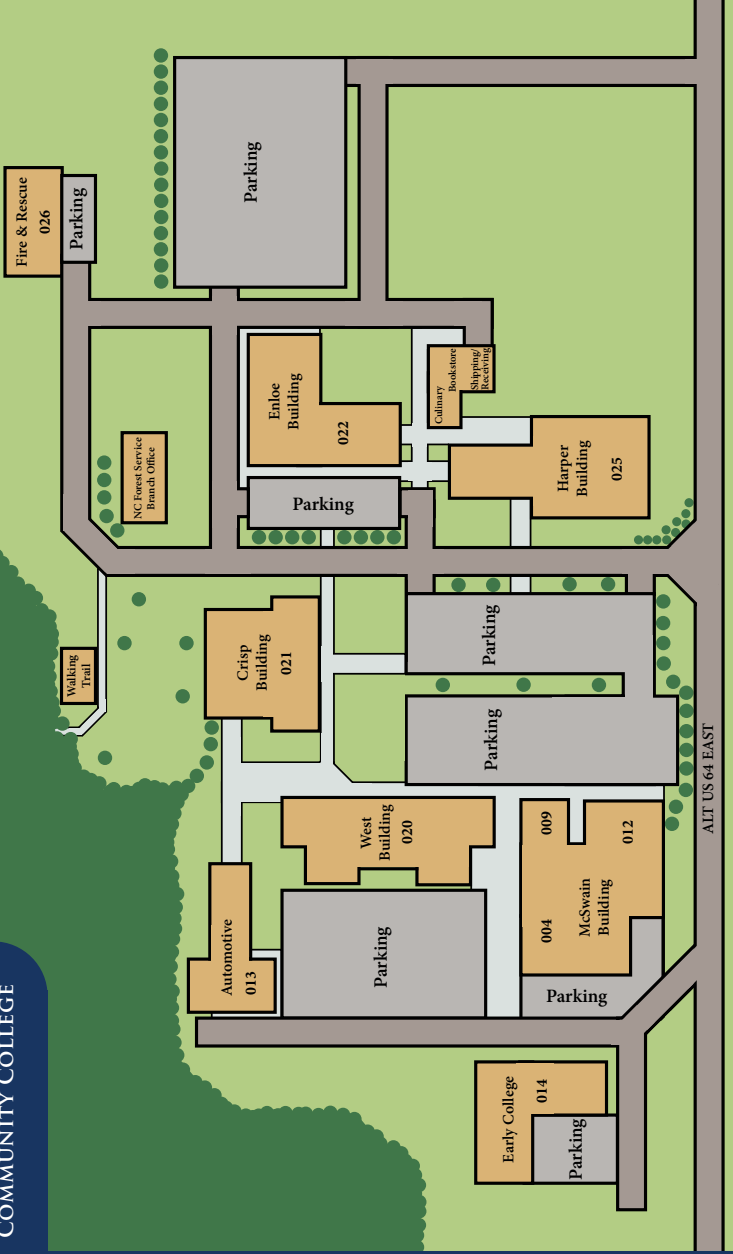 Parking
Fire & Rescue
026
Parking
Enloe
Building
022
Culinary
Bookstore
Shipping/
Receiving
Harper
Building
025
NC Forest Service
Branch Office
Parking
Walking
Trail
Crisp
Building
021
Parking
Parking
ALT US 64 EAST
West
Building
020
009
012
004
McSwain
Building
Parking
Automotive
013
Parking
Early College
014
Parking
COMMUNITY COLLEGE